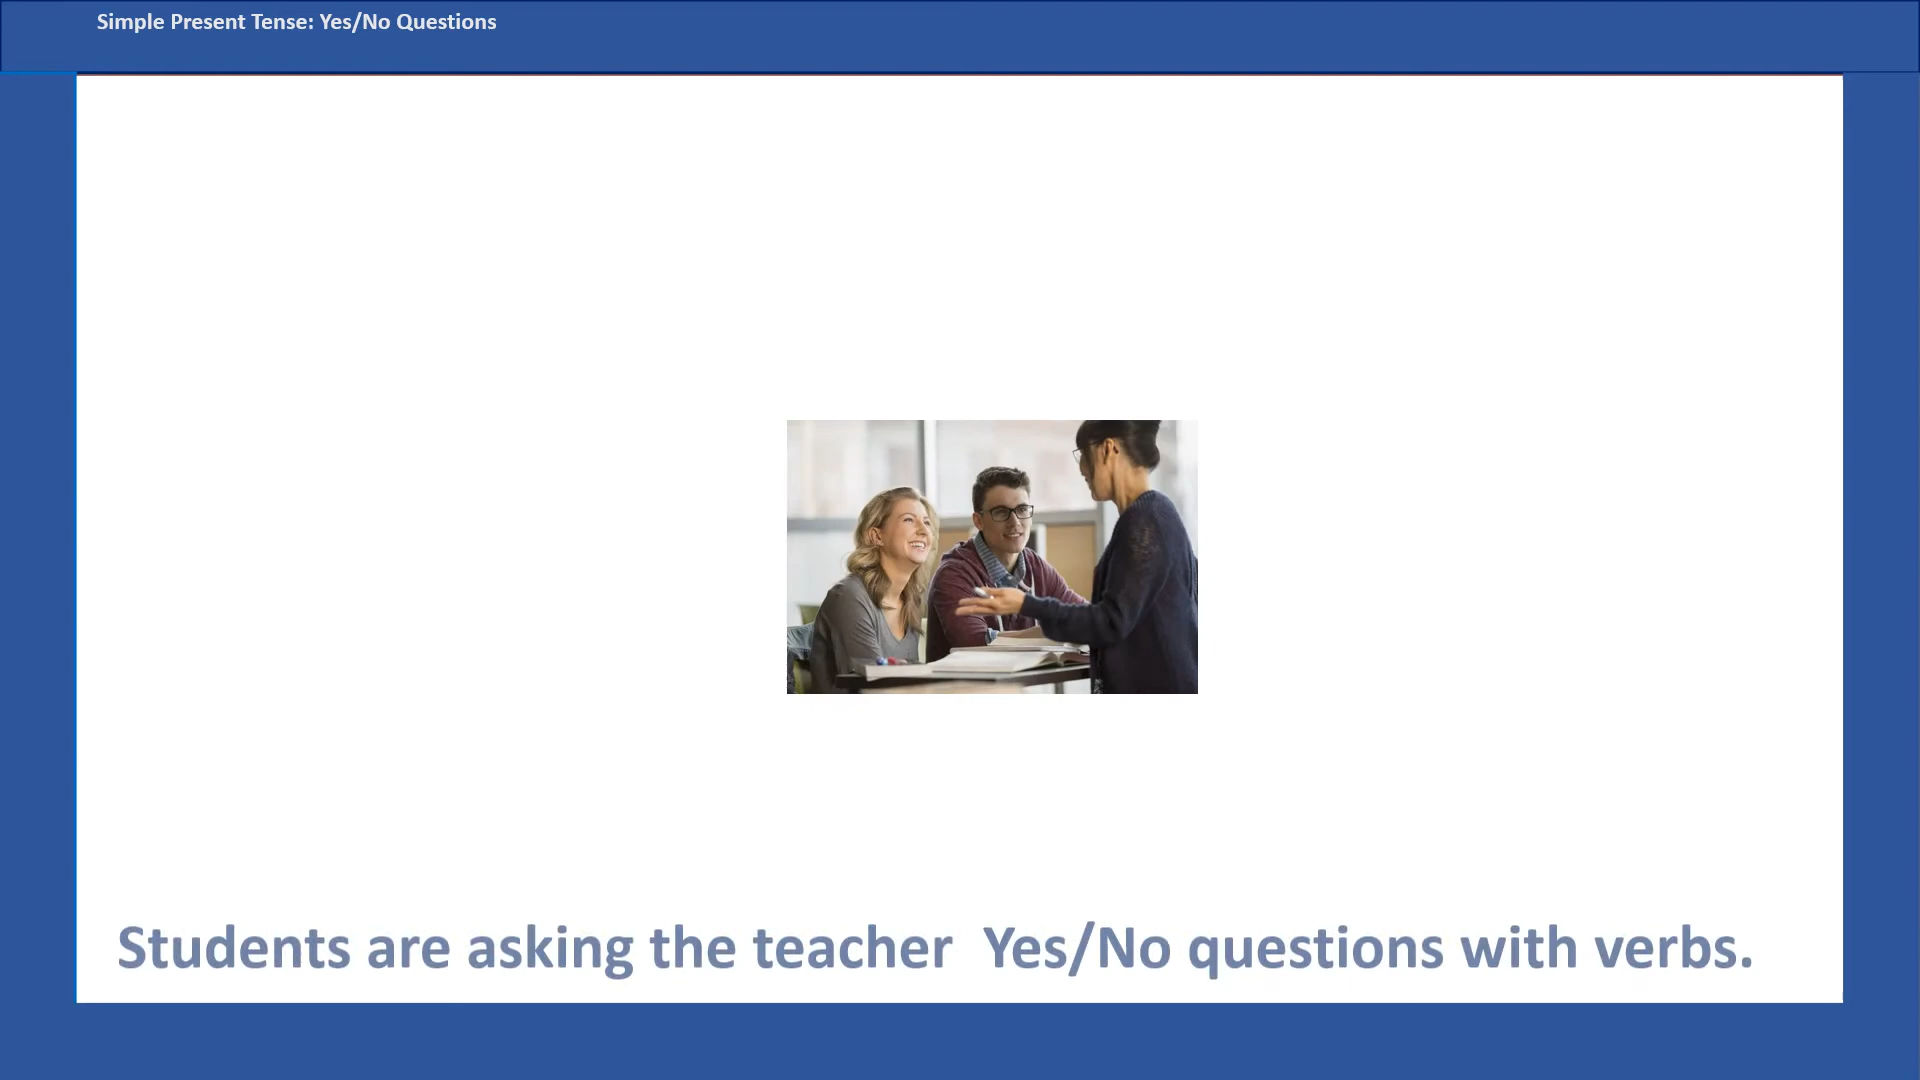 Simple Present Tense: Yes/No Questions
Students are asking the teacher  Yes/No questions with verbs.